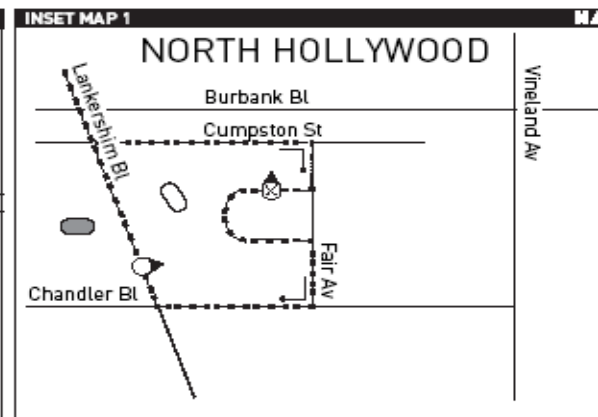 INSET MAP 1
NORTH HOLLYWOOD
Lankershim Bl
Burbank Bl
Vineland Av
Cumpston St
Fair Av
Chandler Bl